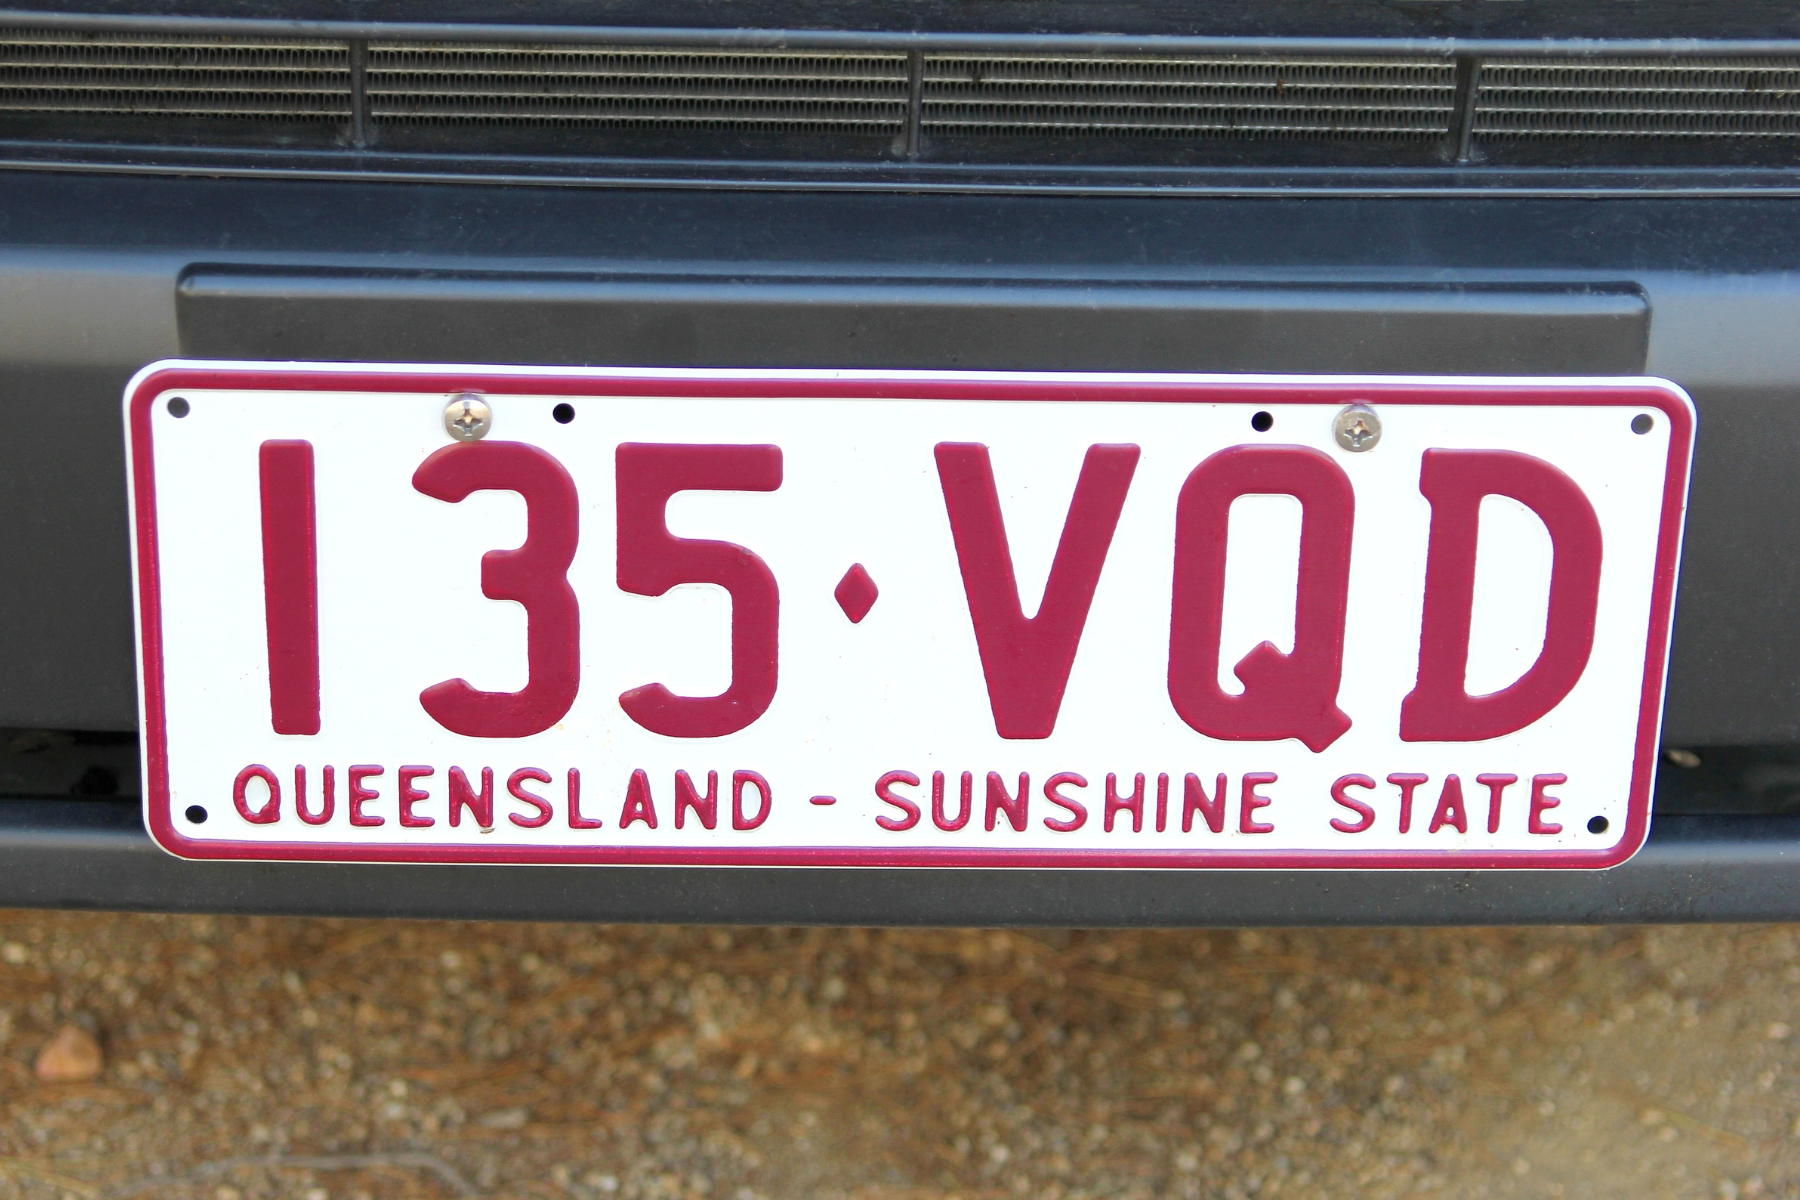 135·VQD
QUEENSLAND - SUNSHINE STATE